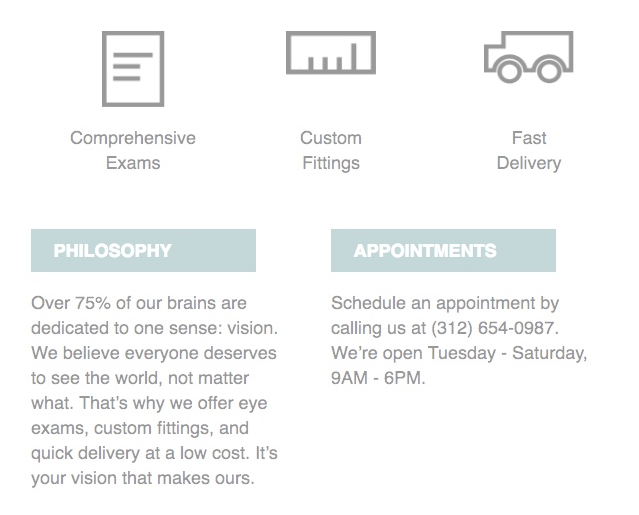 Comprehensive
Exams
Custom
Fittings
Fast
Delivery
PHILOSOPHY
Over 75% of our brains are
dedicated to one sense: vision.
We believe everyone deserves
to see the world, not matter
what. That’s why we offer eye
exams, custom fittings, and
quick delivery at a low cost. It’s
your vision that makes ours.
APPOINTMENTS
Schedule an appointment by
calling us at (312) 654-0987.
We’re open Tuesday - Saturday,
9AM - 6PM.